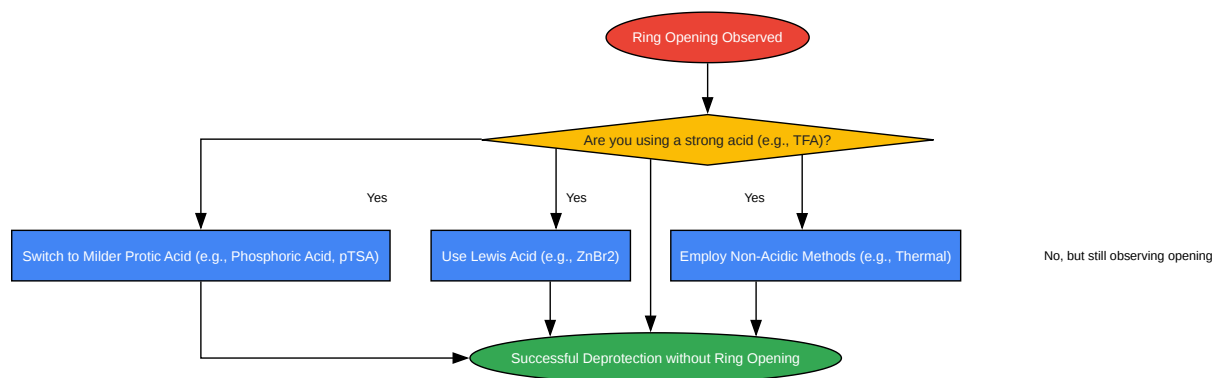 Ring Opening Observed
Are you using a strong acid (e.g., TFA)?
Yes
Yes
Yes
Switch to Milder Protic Acid (e.g., Phosphoric Acid, pTSA)
Use Lewis Acid (e.g., ZnBr2)
Employ Non-Acidic Methods (e.g., Thermal)
No, but still observing opening
Successful Deprotection without Ring Opening